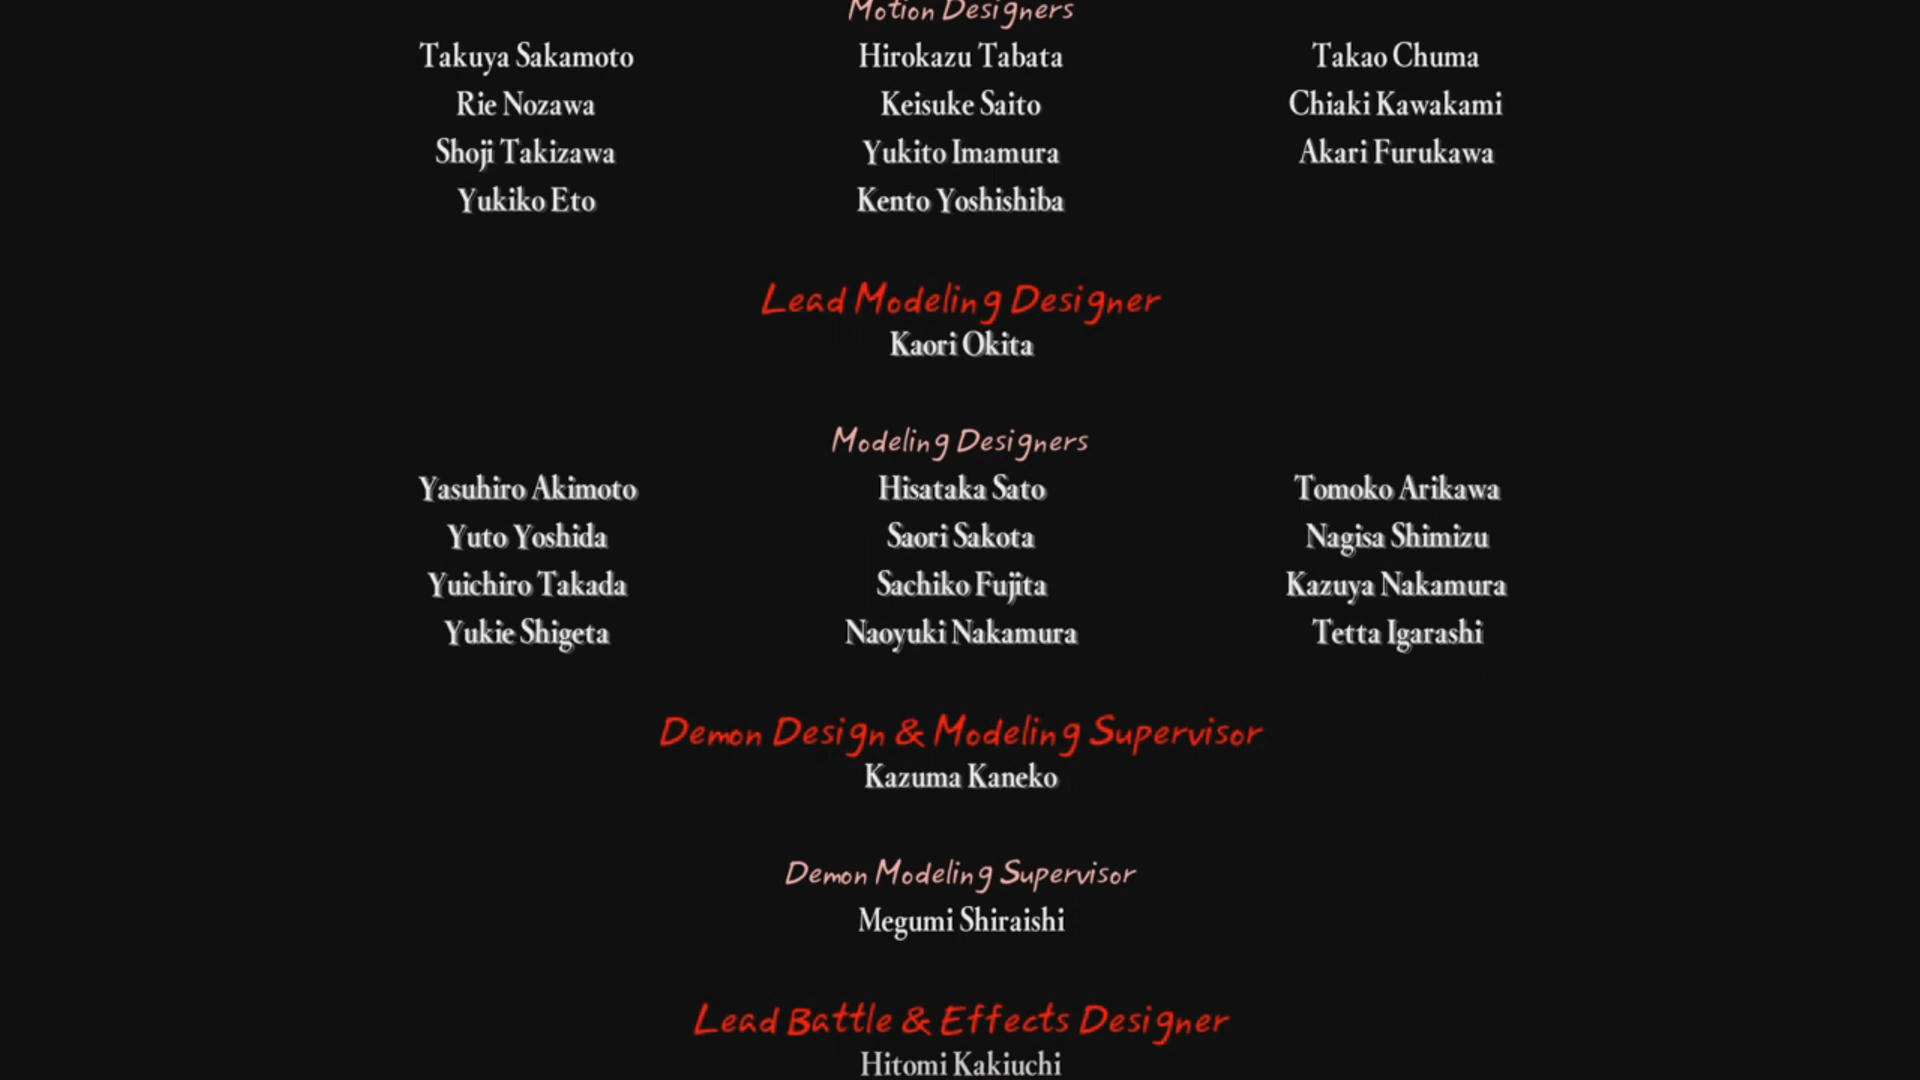 Motion Designers
Takuya Sakamoto Hirokazu Tabata Takao Chuma
Rie Nozawa Keisuke Saito Chiaki Kawakami
Shoji Takizawa Yukito Imamura Akari Furukawa
Yukiko Eto Kento Yoshishiba
Lead Modeling Designer
Kaori Okita
Modeling Designers
Yasuhiro Akimoto Hisataka Sato Tomoko Arikawa
Yuto Yoshida Saori Sakota Nagisa Shimizu
Yuichiro Takada Sachiko Fujita Kazuya Nakamura
Yukie Shigeta Naoyuki Nakamura Tetta Igarashi
Demon Design & Modeling Supervisor
Kazuma Kaneko
Demon Modeling Supervisor
Megumi Shiraishi
Lead Battle & Effects Designer
Hitomi Kakiuchi